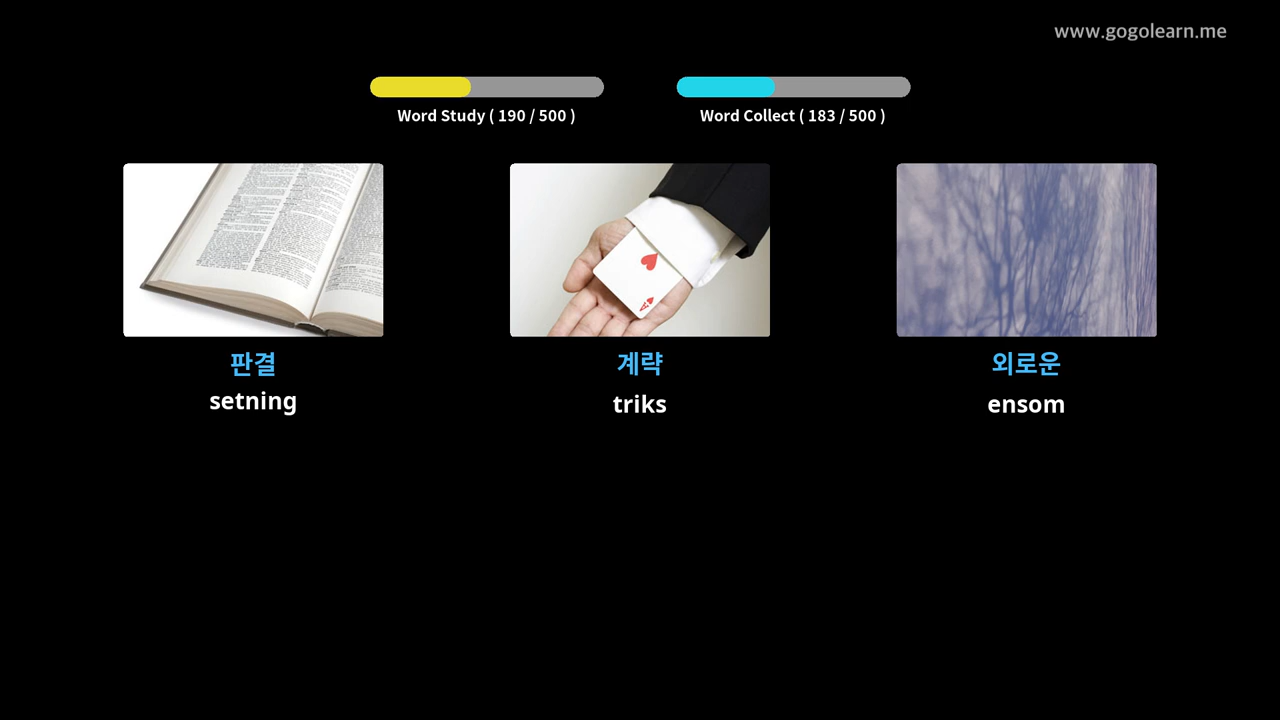 www.gogolearn.me
Word Study ( 190 / 500 )
Word Collect ( 183 / 500 )
판결
setning
계략
triks
외로운
ensom